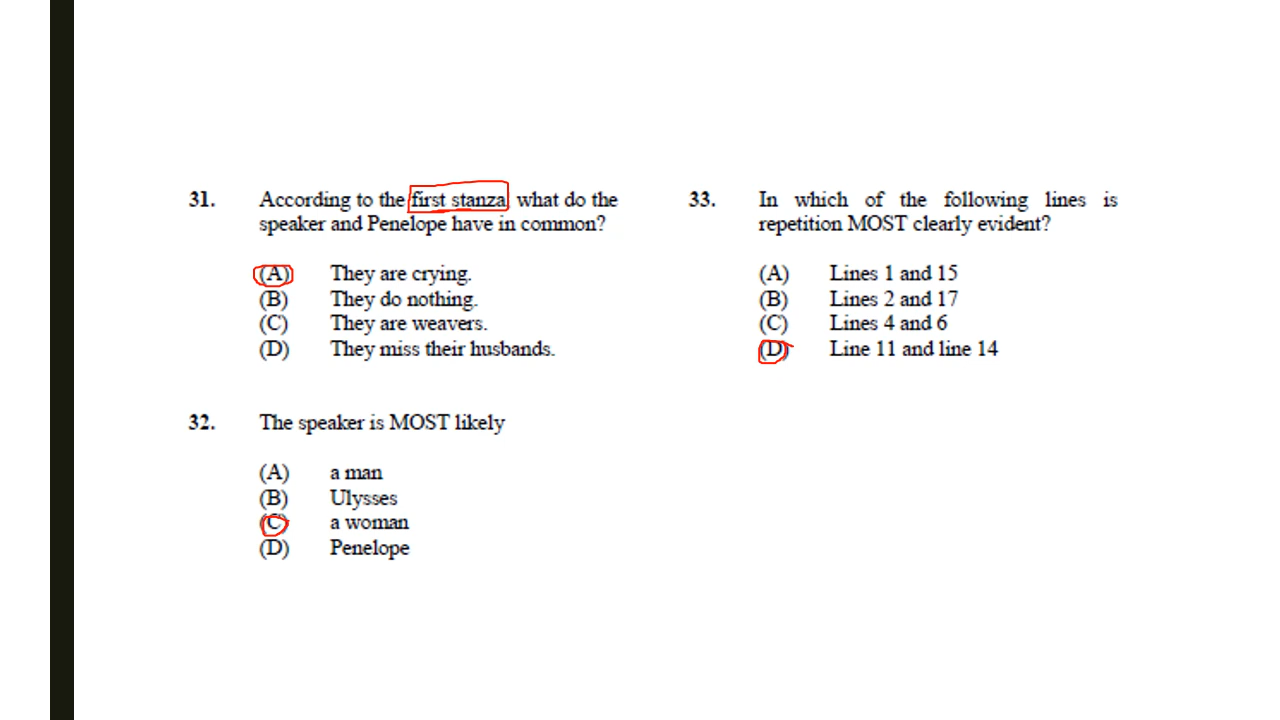 31. According to the first stanza, what do the
speaker and Penelope have in common?
(A) They are crying.
(B) They do nothing.
(C) They are weavers.
(D) They miss their husbands.
32. The speaker is MOST likely
(A) a man
(B) Ulysses
(C) a woman
(D) Penelope
33. In which of the following lines is
repetition MOST clearly evident?
(A) Lines 1 and 15
(B) Lines 2 and 17
(C) Lines 4 and 6
(D) Line 11 and line 14